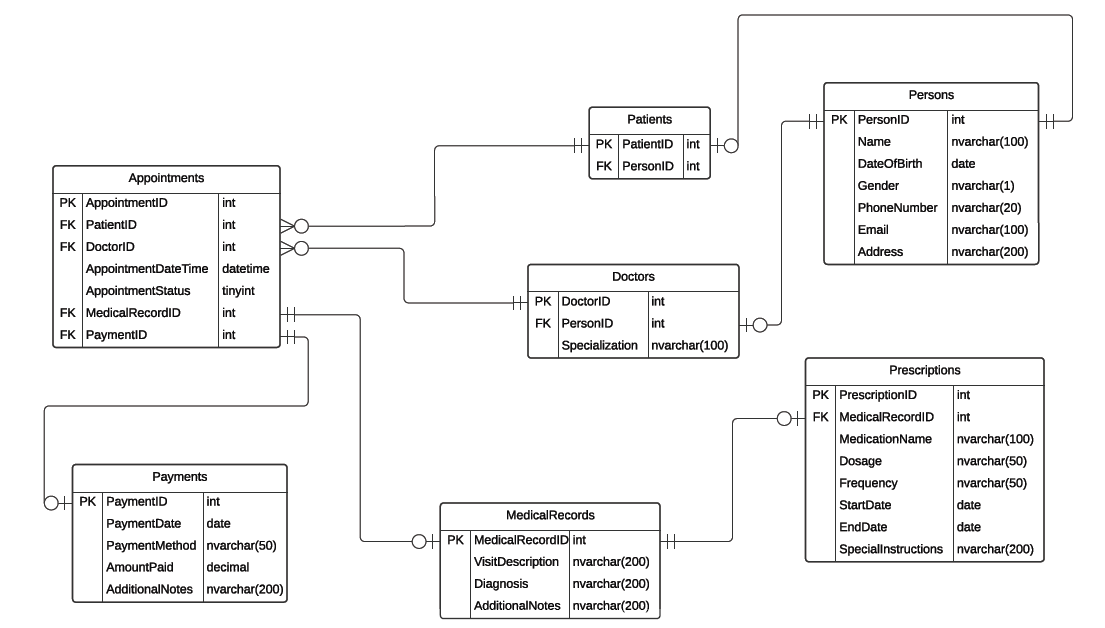 Persons
PK PersonID int
Name nvarchar(100)
DateOfBirth date
Gender nvarchar(1)
PhoneNumber nvarchar(20)
Email nvarchar(100)
Address nvarchar(200)
Patients
PK PatientID int
FK PersonID int
Appointments
PK AppointmentID int
FK PatientID int
FK DoctorID int
AppointmentDateTime datetime
AppointmentStatus tinyint
FK MedicalRecordID int
FK PaymentID int
Doctors
PK DoctorID int
FK PersonID int
Specialization nvarchar(100)
Prescriptions
PK PrescriptionID int
FK MedicalRecordID int
MedicationName nvarchar(100)
Dosage nvarchar(50)
Frequency nvarchar(50)
StartDate date
EndDate date
SpecialInstructions nvarchar(200)
Payments
PK PaymentID int
PaymentDate date
PaymentMethod nvarchar(50)
AmountPaid decimal
AdditionalNotes nvarchar(200)
MedicalRecords
PK MedicalRecordID int
VisitDescription nvarchar(200)
Diagnosis nvarchar(200)
AdditionalNotes nvarchar(200)